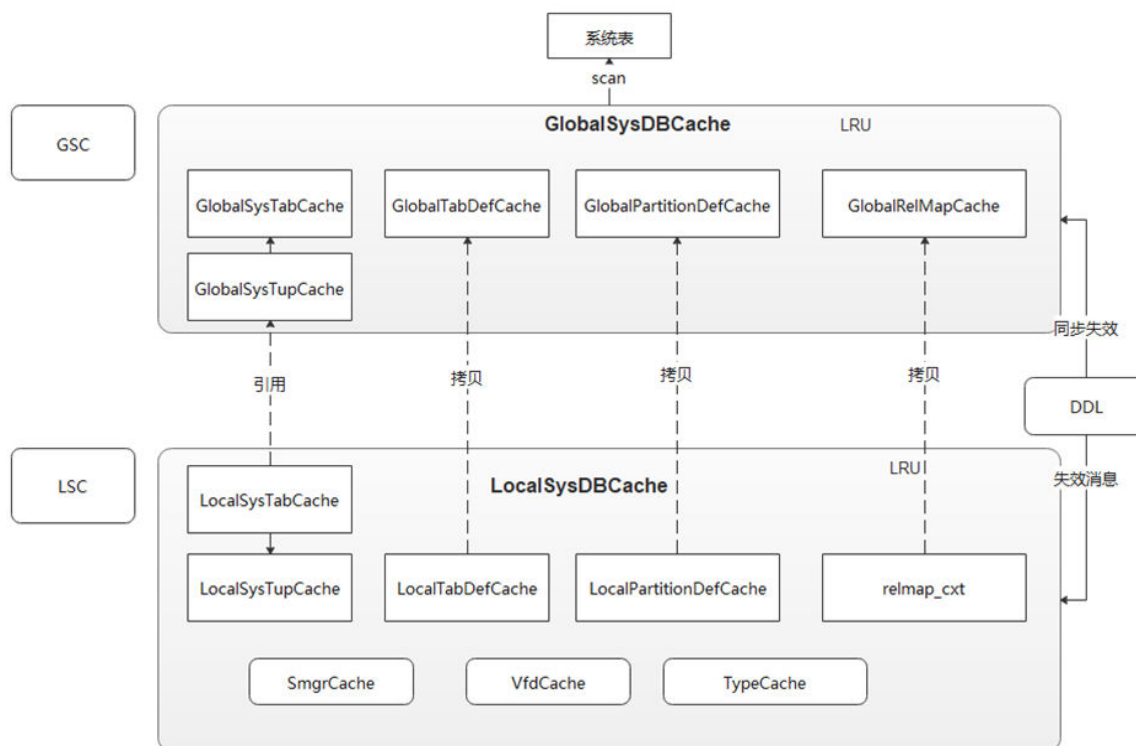 系统表
scan
GSC
GlobalSysDBCache
LRU
GlobalSysTabCache
GlobalTabDefCache
GlobalPartitionDefCache
GlobalRelMapCache
GlobalSysTupCache
同步失效
引用
拷贝
拷贝
拷贝
DDL
LSC
LRU
失效消息
LocalSysDBCache
LocalSysTabCache
LocalSysTupCache
LocalTabDefCache
LocalPartitionDefCache
relmap_cxt
SmgrCache
VfdCache
TypeCache